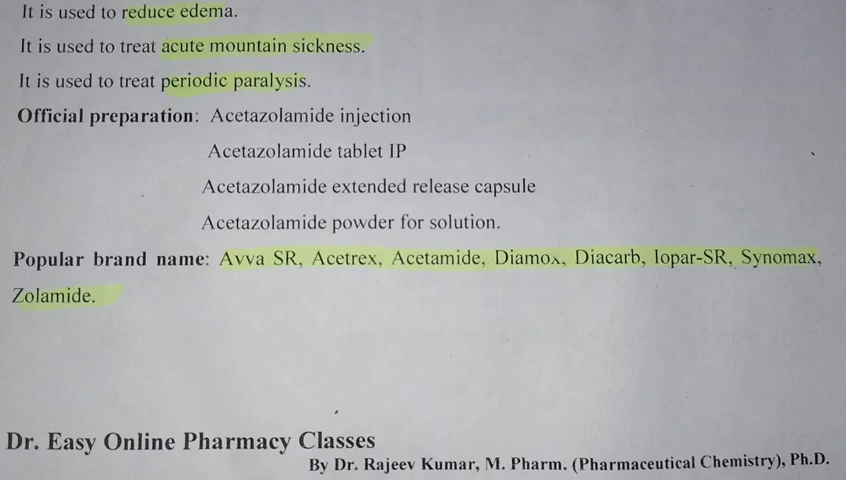 It is used to reduce edema.
It is used to treat acute mountain sickness.
It is used to treat periodic paralysis.
Official preparation: Acetazolamide injection
Acetazolamide tablet IP
Acetazolamide extended release capsule
Acetazolamide powder for solution.
Popular brand name: Avva SR, Acetrex, Acetamide, Diamox, Diacarb, Iopar-SR, Synomax,
Zolamide.
Dr. Easy Online Pharmacy Classes
By Dr. Rajeev Kumar, M. Pharm. (Pharmaceutical Chemistry), Ph.D.